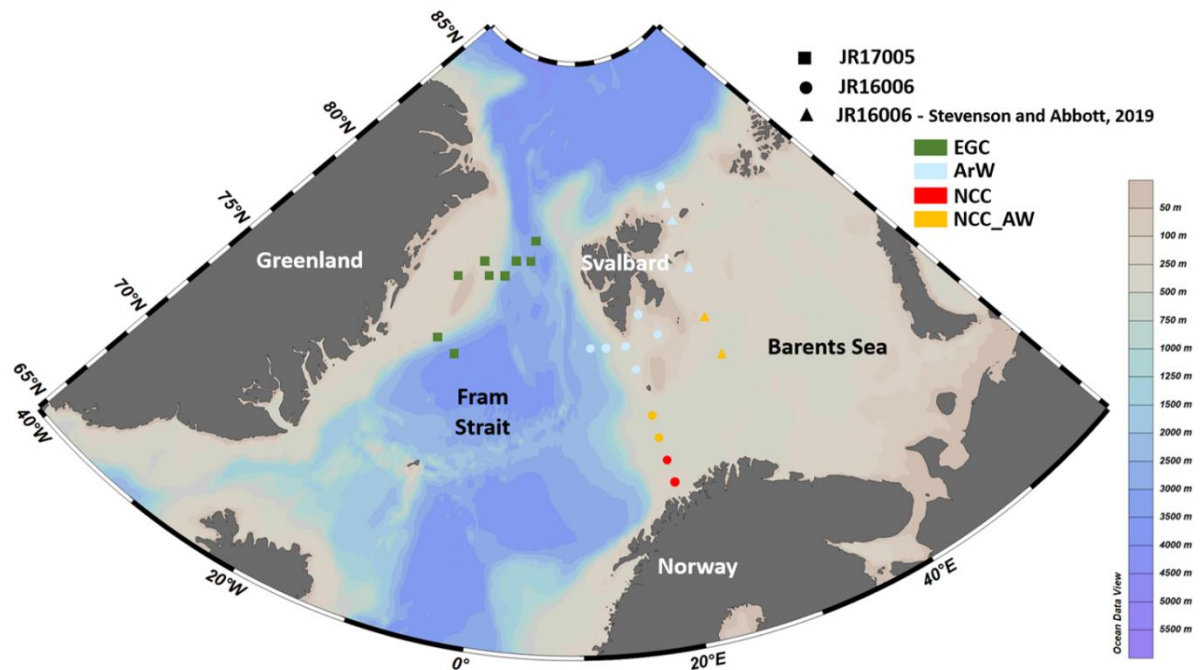 85°N
80°N
75°N
70°N
65°N
40°W
20°W
0°
20°E
40°E
JR17005
JR16006
JR16006 - Stevenson and Abbott, 2019
EGC
ArW
NCC
NCC_AW
Greenland
Svalbard
Barents Sea
Fram
Strait
Norway
50 m
100 m
250 m
500 m
750 m
1000 m
1250 m
1500 m
2000 m
2500 m
3000 m
3500 m
4000 m
4500 m
5000 m
5500 m
Ocean Data View